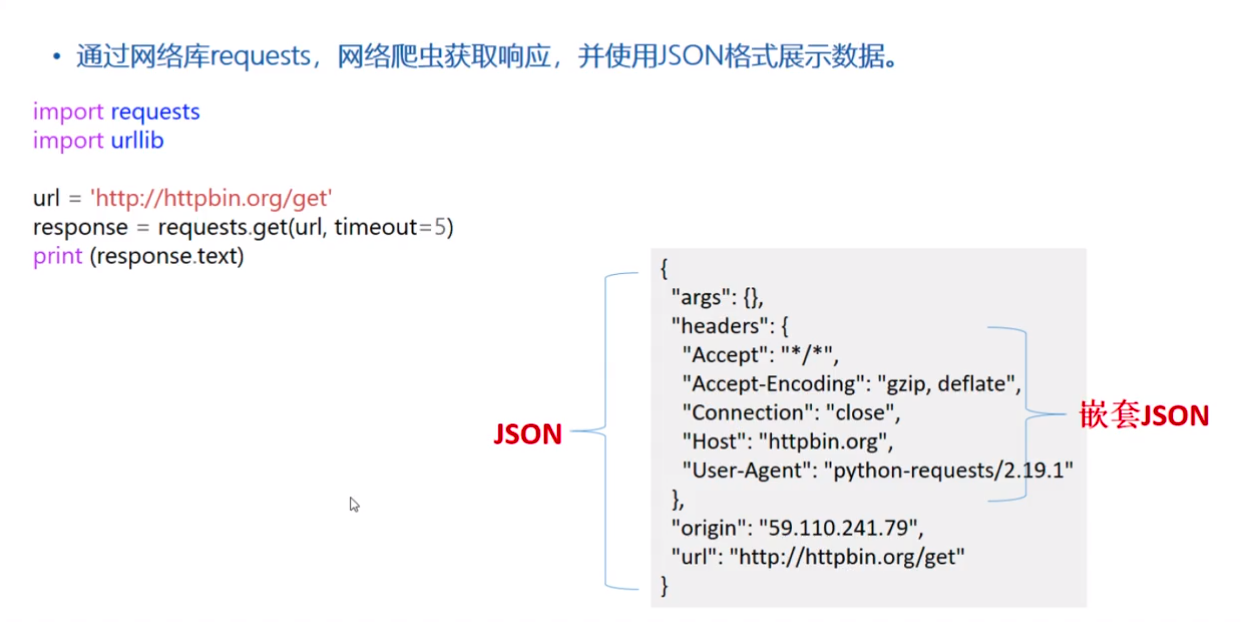 • 通过网络库requests，网络爬虫获取响应，并使用JSON格式展示数据。
import requests
import urllib
url = 'http://httpbin.org/get'
response = requests.get(url, timeout=5)
print (response.text)
JSON
{
"args": {},
"headers": {
"Accept": "*/*",
"Accept-Encoding": "gzip, deflate",
"Connection": "close",
"Host": "httpbin.org",
"User-Agent": "python-requests/2.19.1"
},
"origin": "59.110.241.79",
"url": "http://httpbin.org/get"
}
嵌套JSON